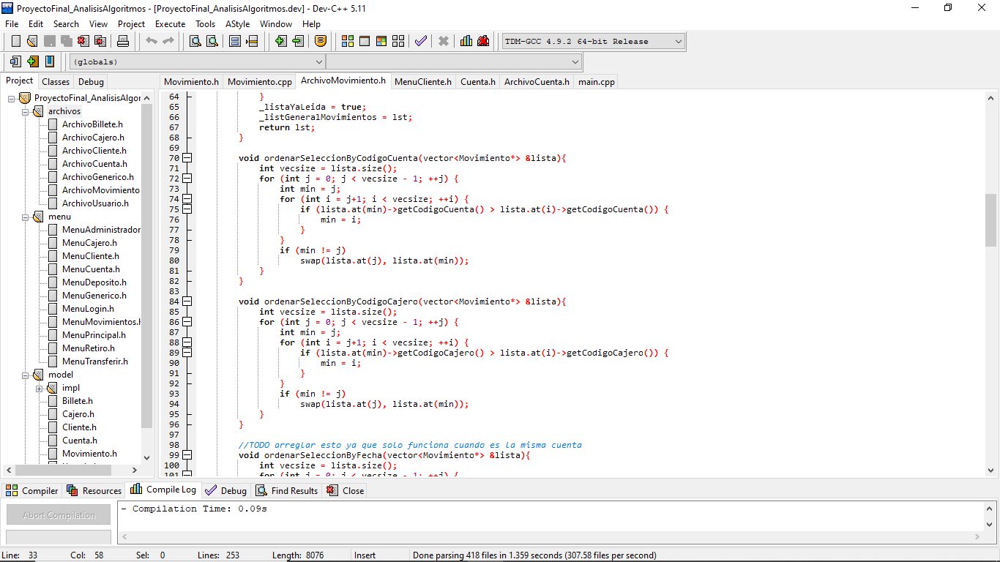 ProyectoFinal_AnalisisAlgoritmos - [ProyectoFinal_AnalisisAlgoritmos.dev] - Dev-C++ 5.11
File Edit Search View Project Execute Tools AStyle Window Help
TDM-GCC 4.9.2 64-bit Release
(globals)
Project Classes Debug
Movimiento.h Movimiento.cpp ArchivoMovimiento.h MenuCliente.h Cuenta.h ArchivoCuenta.h main.cpp
ProyectoFinal_AnalisisAlgor
archivos
ArchivoBillete.h
ArchivoCajero.h
ArchivoCliente.h
ArchivoCuenta.h
ArchivoGenerico.h
ArchivoMovimiento
ArchivoUsuario.h
menu
MenuAdministrador
MenuCajero.h
MenuCliente.h
MenuCuenta.h
MenuDeposito.h
MenuGenerico.h
MenuLogin.h
MenuMovimientos.h
MenuPrincipal.h
MenuRetiro.h
MenuTransferir.h
model
impl
Billete.h
Cajero.h
Cliente.h
Cuenta.h
Movimiento.h
64 }
65 _listaYaLeida = true;
66 _listGeneralMovimientos = lst;
67 return lst;
68 }
69
70 void ordenarSeleccionByCodigoCuenta(vector<Movimiento*> &lista){
71 int vecsize = lista.size();
72 for (int j = 0; j < vecsize - 1; ++j) {
73 int min = j;
74 for (int i = j+1; i < vecsize; ++i) {
75 if (lista.at(min)->getCodigoCuenta() > lista.at(i)->getCodigoCuenta()) {
76 min = i;
77 }
78 }
79 if (min != j)
80 swap(lista.at(j), lista.at(min));
81 }
82 }
83
84 void ordenarSeleccionByCodigoCajero(vector<Movimiento*> &lista){
85 int vecsize = lista.size();
86 for (int j = 0; j < vecsize - 1; ++j) {
87 int min = j;
88 for (int i = j+1; i < vecsize; ++i) {
89 if (lista.at(min)->getCodigoCajero() > lista.at(i)->getCodigoCajero()) {
90 min = i;
91 }
92 }
93 if (min != j)
94 swap(lista.at(j), lista.at(min));
95 }
96 }
97
98 //TODO arreglar esto ya que solo funciona cuando es la misma cuenta
99 void ordenarSeleccionByFecha(vector<Movimiento*> &lista){
100 int vecsize = lista.size();
101 for (int j = 0; j < vecsize - 1; ++j) {
Compiler Resources Compile Log Debug Find Results Close
Abort Compilation
- Compilation Time: 0.09s
Line: 33 Col: 58 Sel: 0 Lines: 253 Length: 8076 Insert Done parsing 418 files in 1.359 seconds (307.58 files per second)